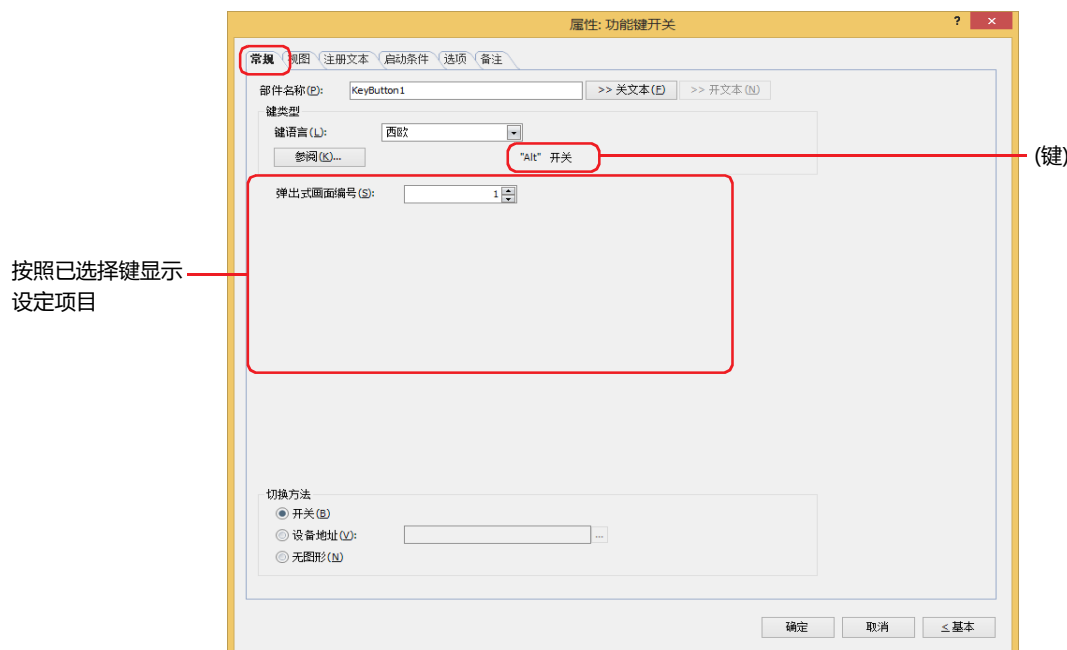 属性: 功能键开关
?
×
常规 视图 注册文本 启动条件 选项 备注
部件名称(P): KeyButton1 >> 关文本(F) >> 开文本(N)
键类型
键语言(L): 西欧
参阅(K)... "Alt" 开关
(键)
弹出式画面编号(S): 1
按照已选择键显示
设定项目
切换方法
开关(B)
设备地址(V): ...
无图形(N)
确定 取消 ≤基本